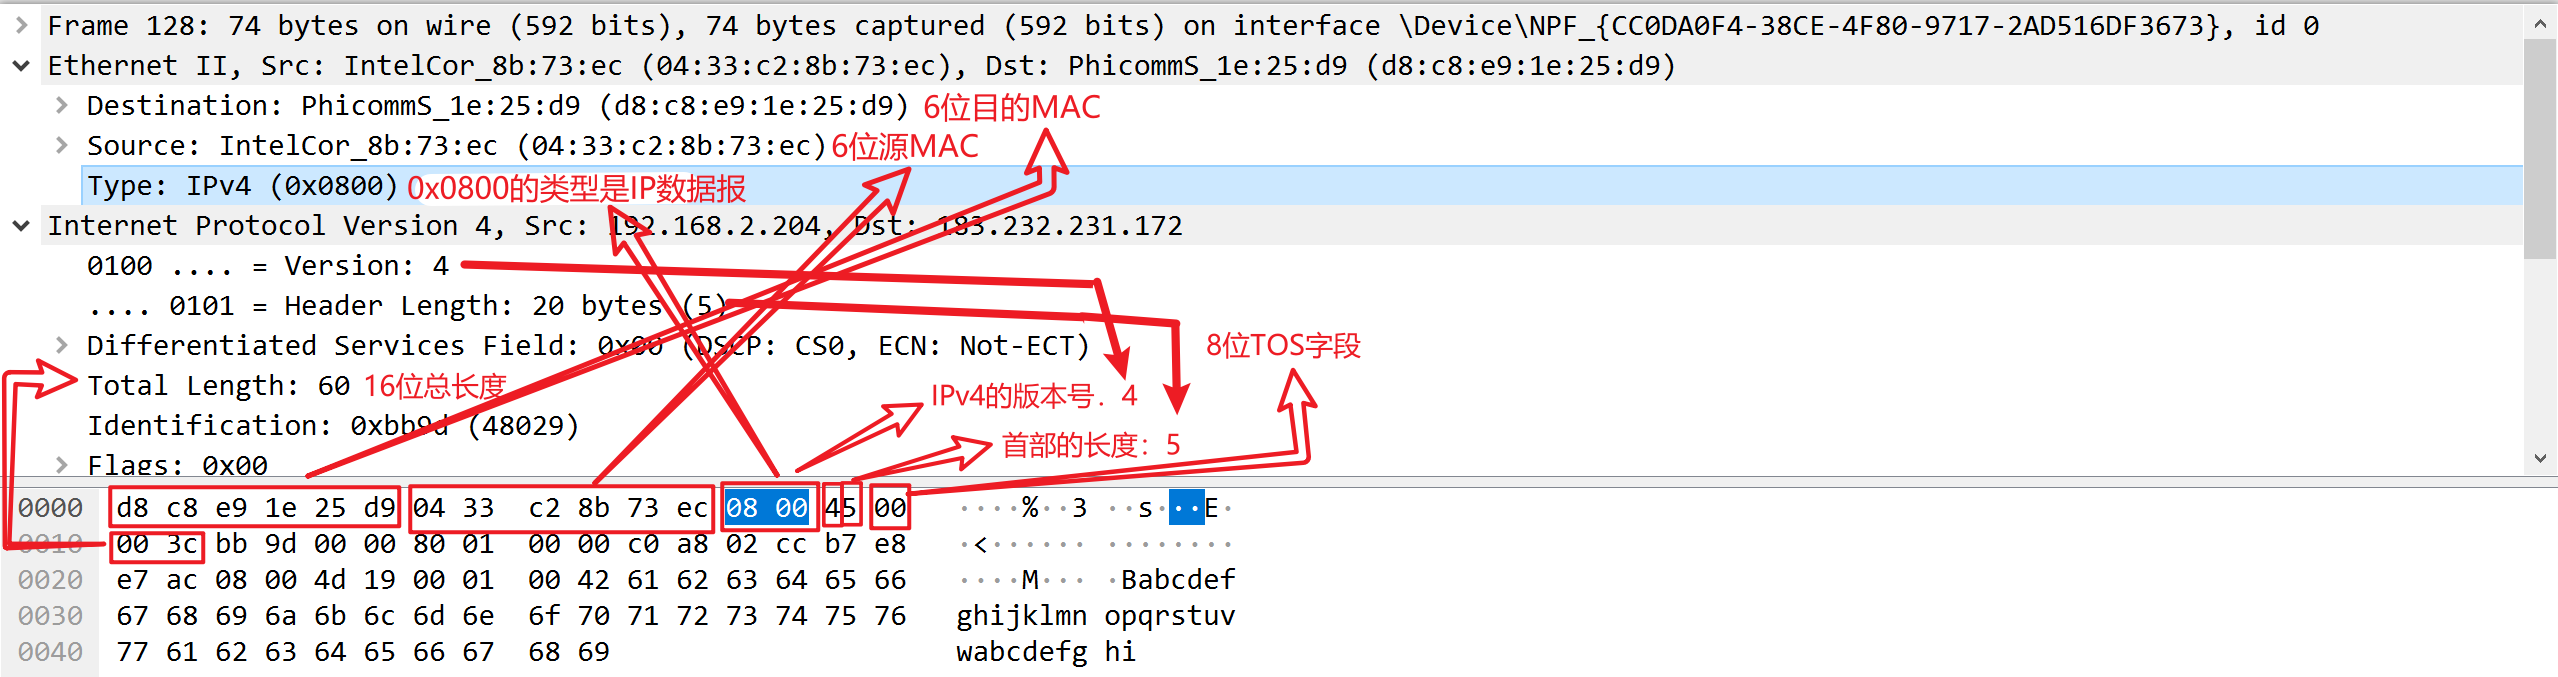 Frame 128: 74 bytes on wire (592 bits), 74 bytes captured (592 bits) on interface \Device\NPF_{CC0DA0F4-38CE-4F80-9717-2AD516DF3673}, id 0
Ethernet II, Src: IntelCor_8b:73:ec (04:33:c2:8b:73:ec), Dst: PhicommS_1e:25:d9 (d8:c8:e9:1e:25:d9)
Destination: PhicommS_1e:25:d9 (d8:c8:e9:1e:25:d9) 6位目的MAC
Source: IntelCor_8b:73:ec (04:33:c2:8b:73:ec) 6位源MAC
Type: IPv4 (0x0800) 0x0800的类型是IP数据报
Internet Protocol Version 4, Src: 192.168.2.204, Dst: 183.232.231.172
0100 .... = Version: 4
.... 0101 = Header Length: 20 bytes (5)
Differentiated Services Field: 0x00 (DSCP: CS0, ECN: Not-ECT) 8位TOS字段
Total Length: 60 16位总长度
IPv4的版本号. 4
Identification: 0xbb9d (48029)
首部的长度: 5
Flags: 0x00
0000 d8 c8 e9 1e 25 d9 04 33 c2 8b 73 ec 08 00 45 00 ····%··3 ··s···E·
0010 00 3c bb 9d 00 00 80 01 00 00 c0 a8 02 cc b7 e8 ·<······ ········
0020 e7 ac 08 00 4d 19 00 01 00 42 61 62 63 64 65 66 ····M··· ·Babcdef
0030 67 68 69 6a 6b 6c 6d 6e 6f 70 71 72 73 74 75 76 ghijklmn opqrstuv
0040 77 61 62 63 64 65 66 67 68 69 wabcdefg hi